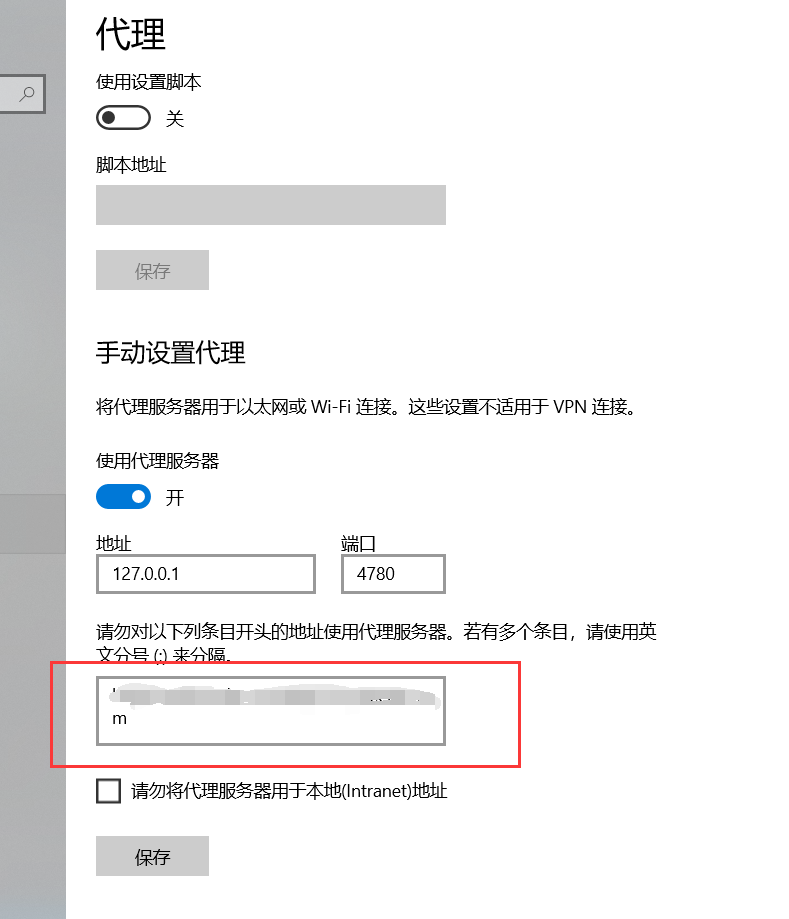 代理
使用设置脚本
关
脚本地址
保存
手动设置代理
将代理服务器用于以太网或 Wi-Fi 连接。这些设置不适用于 VPN 连接。
使用代理服务器
开
地址 端口
127.0.0.1 4780
请勿对以下列条目开头的地址使用代理服务器。若有多个条目，请使用英
文分号 (;) 来分隔。
m
请勿将代理服务器用于本地(Intranet)地址
保存